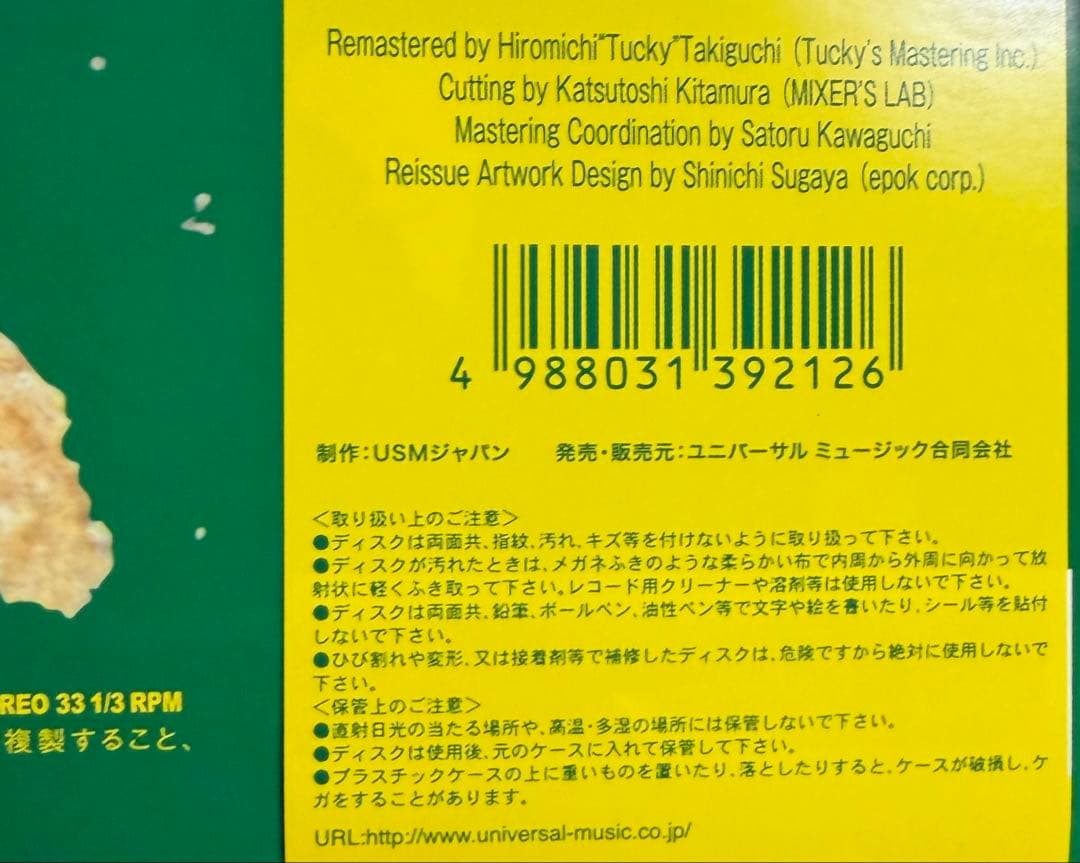 Remastered by Hiromichi"Tucky"Takiguchi (Tucky's Mastering Inc.)
Cutting by Katsutoshi Kitamura (MIXER'S LAB)
Mastering Coordination by Satoru Kawaguchi
Reissue Artwork Design by Shinichi Sugaya (epok corp.)
4 988031 392126
制作:USMジャパン 発売・販売元:ユニバーサル ミュージック合同会社
<取り扱い上のご注意>
●ディスクは両面共、指紋、汚れ、キズ等を付けないように取り扱って下さい。
●ディスクが汚れたときは、メガネふきのような柔らかい布で内周から外周に向かって放
射状に軽くふき取って下さい。レコード用クリーナーや溶剤等は使用しないで下さい。
●ディスクは両面共、鉛筆、ボールペン、油性ペン等で文字や絵を書いたり、シール等を貼付
しないで下さい。
●ひび割れや変形、又は接着剤等で補修したディスクは、危険ですから絶対に使用しないで
下さい。
<保管上のご注意>
●直射日光の当たる場所や、高温・多湿の場所には保管しないで下さい。
●ディスクは使用後、元のケースに入れて保管して下さい。
●プラスチックケースの上に重いものを置いたり、落としたりすると、ケースが破損し、ケ
ガをすることがあります。
URL:http://www.universal-music.co.jp/
REO 33 1/3 RPM
複製すること、